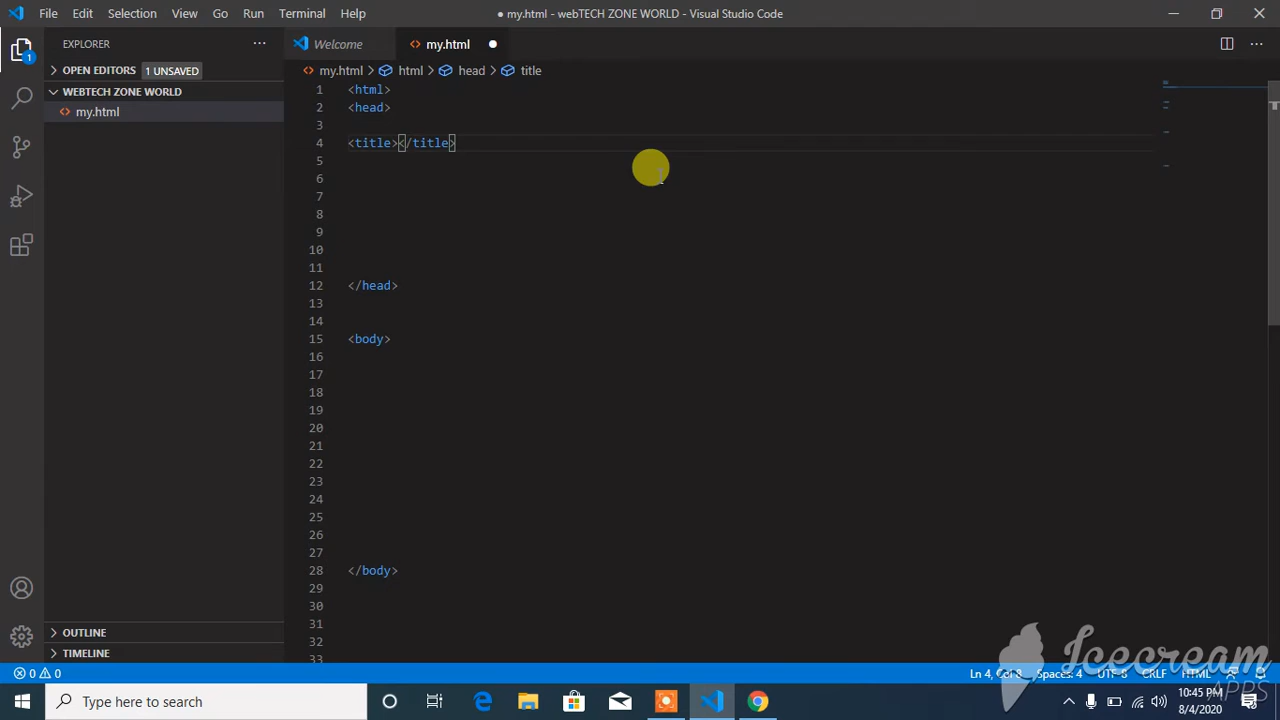 File Edit Selection View Go Run Terminal Help
● my.html - webTECH ZONE WORLD - Visual Studio Code
EXPLORER
Welcome
my.html
OPEN EDITORS 1 UNSAVED
my.html > html > head > title
WEBTECH ZONE WORLD
my.html
1 <html>
2 <head>
3
4 <title></title>
5
6
7
8
9
10
11
12 </head>
13
14
15 <body>
16
17
18
19
20
21
22
23
24
25
26
27
28 </body>
29
30
31
32
33
1
OUTLINE
TIMELINE
Icecream
APPS
0 0
Ln 4, Col 8 Spaces: 4 UTF-8 CRLF HTML
Type here to search
10:45 PM
8/4/2020